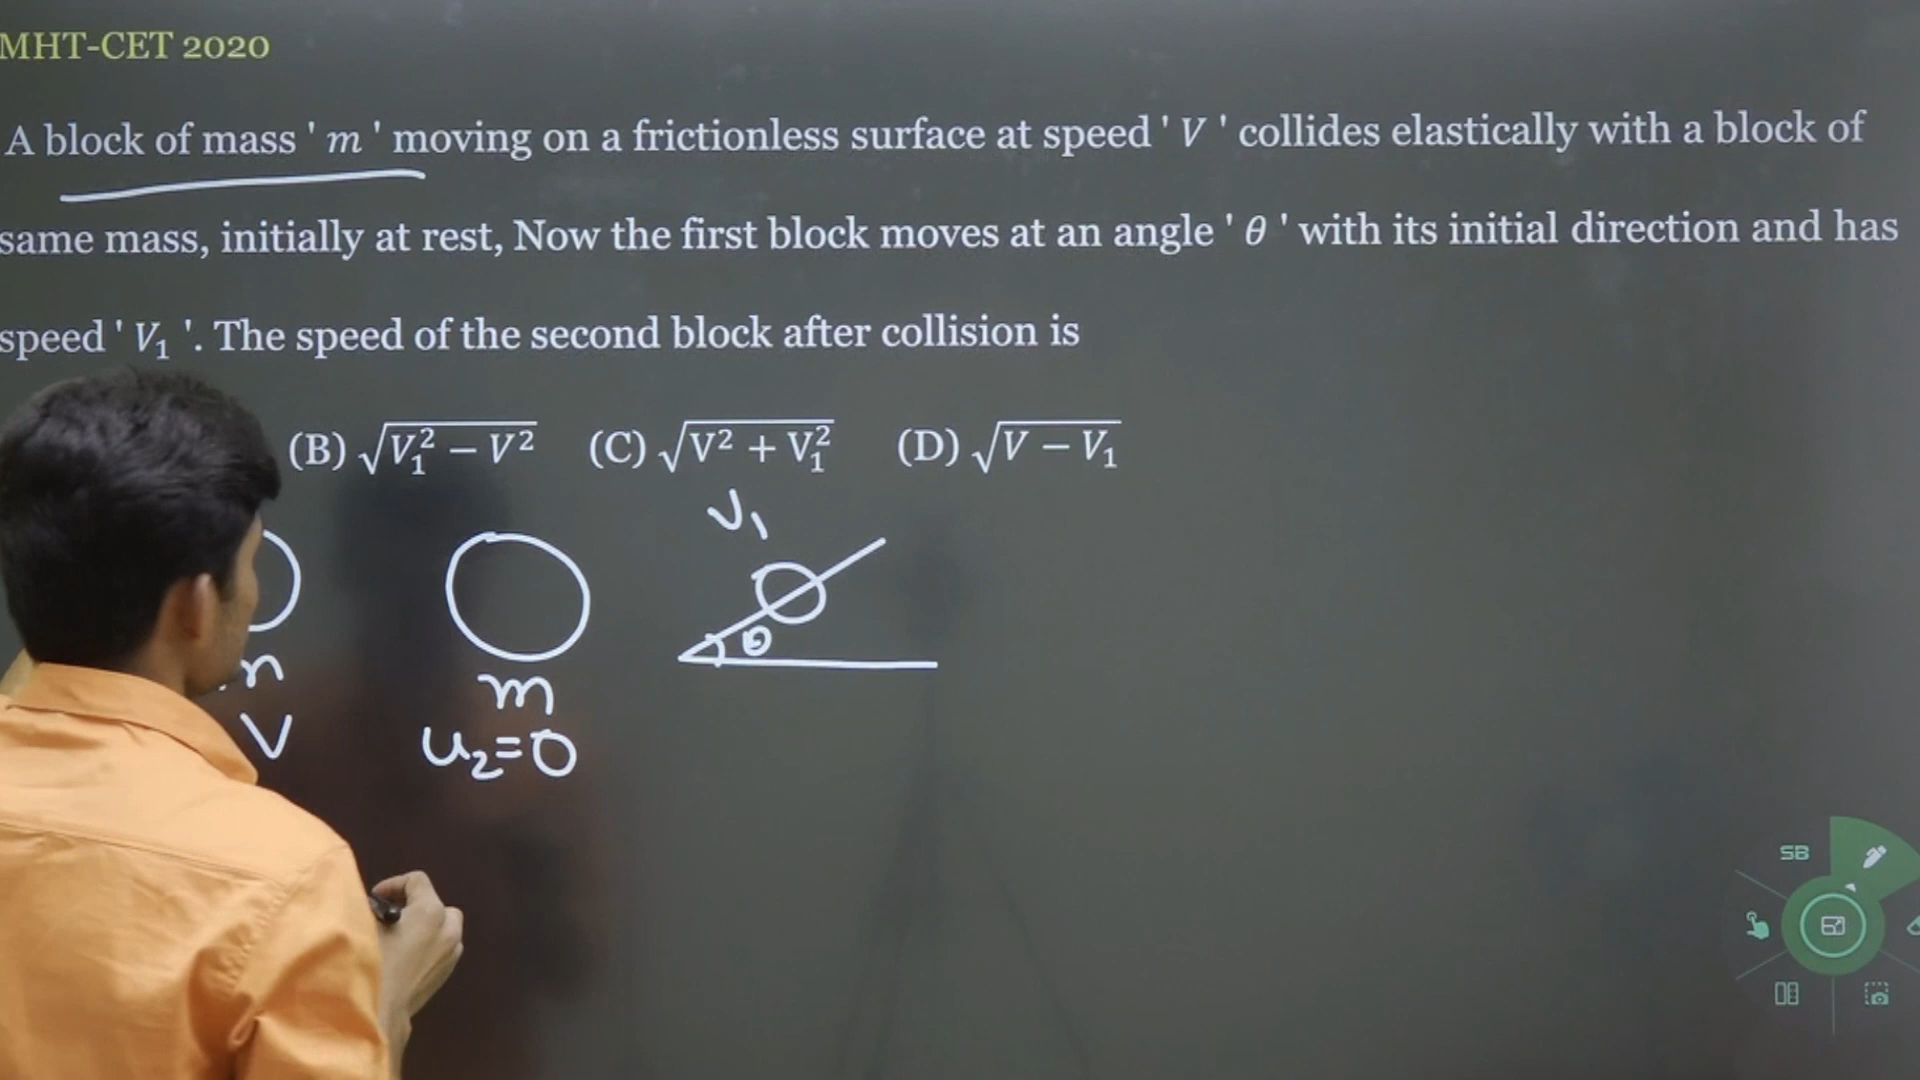 MHT-CET 2020
A block of mass ' m ' moving on a frictionless surface at speed ' V ' collides elastically with a block of
same mass, initially at rest, Now the first block moves at an angle ' θ ' with its initial direction and has
speed ' V₁ '. The speed of the second block after collision is
(B) √(V₁² − V²) (C) √(V² + V₁²) (D) √(V − V₁)
V₁
θ
m
V
u₂=0
SB